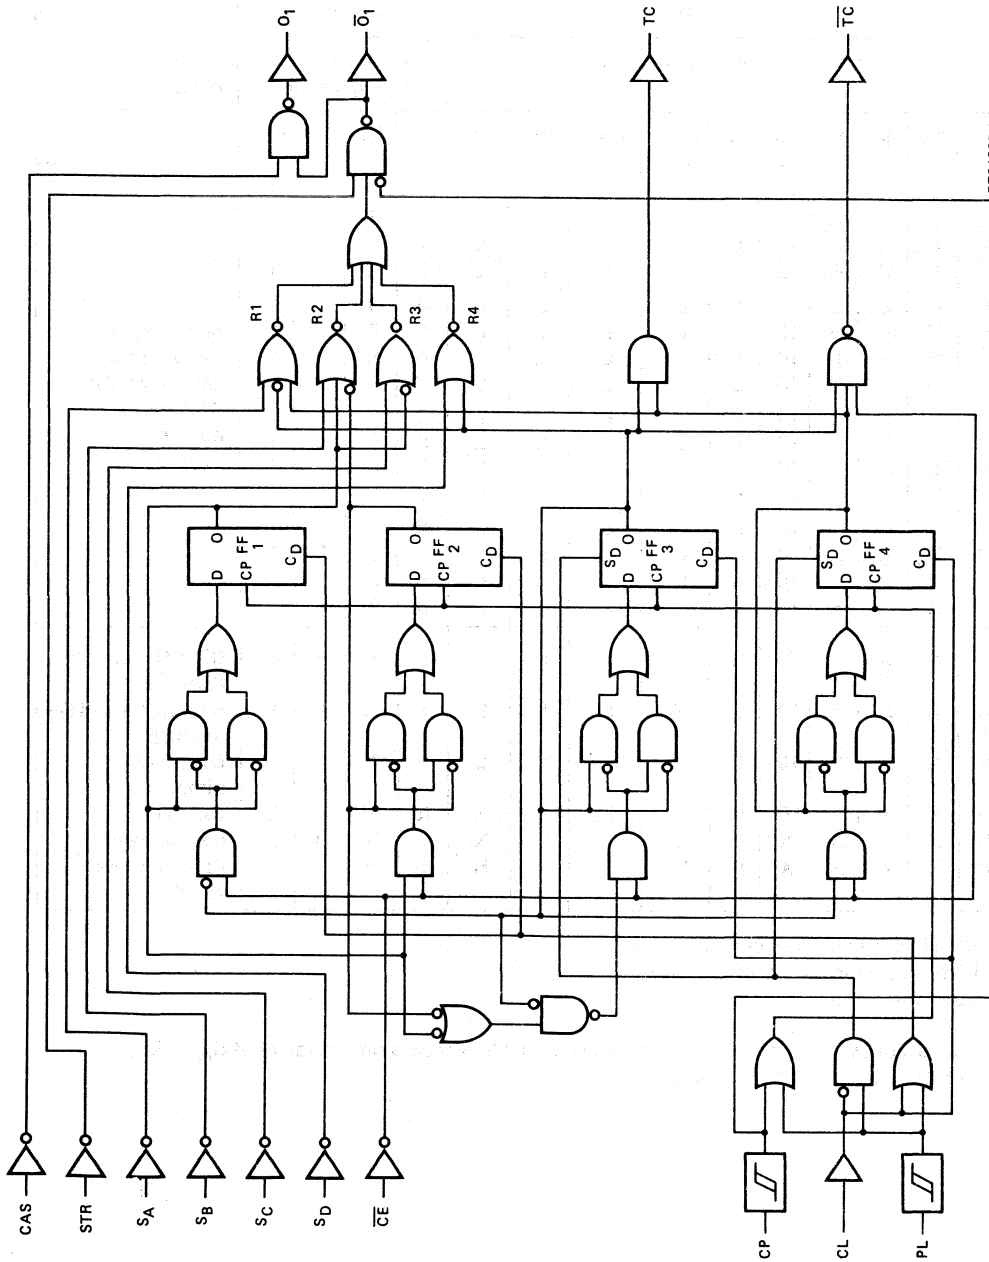 O1
O̅1
TC
T̅C̅
R1
R2
R3
R4
O
FF
1
D
CP
CD
O
FF
2
D
CP
CD
SD
O
FF
3
D
CP
CD
SD
O
FF
4
D
CP
CD
CAS
STR
SA
SB
SC
SD
C̅E̅
CP
CL
PL